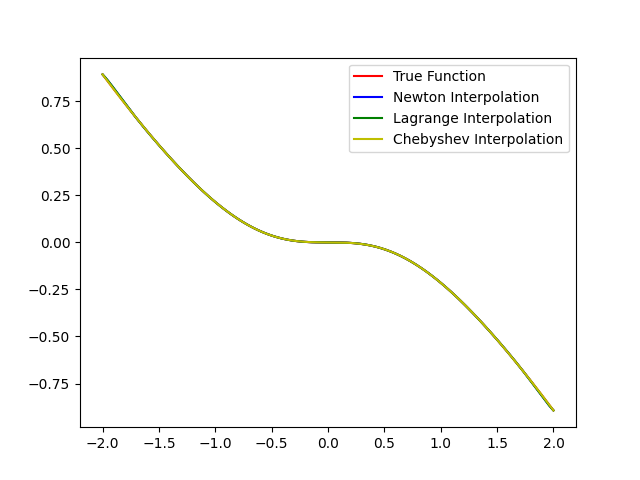 True Function
Newton Interpolation
Lagrange Interpolation
Chebyshev Interpolation
0.75
0.50
0.25
0.00
−0.25
−0.50
−0.75
−2.0 −1.5 −1.0 −0.5 0.0 0.5 1.0 1.5 2.0